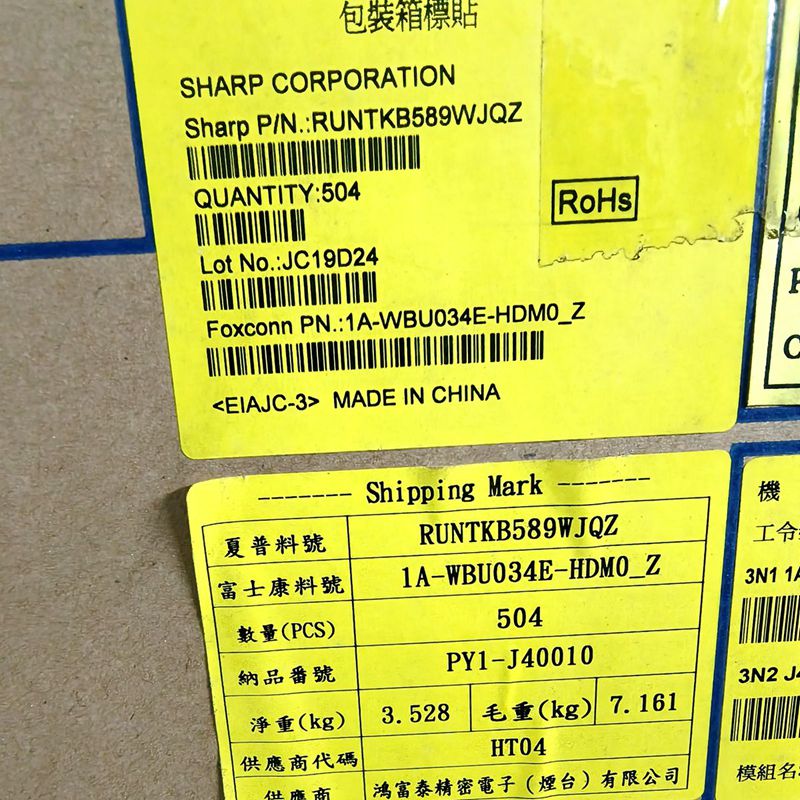 包裝箱標貼
SHARP CORPORATION
Sharp P/N.:RUNTKB589WJQZ
QUANTITY:504
RoHs
Lot No.:JC19D24
Foxconn PN.:1A-WBU034E-HDM0_Z
<EIAJC-3> MADE IN CHINA
------- Shipping Mark -------
夏普料號 RUNTKB589WJQZ
富士康料號 1A-WBU034E-HDM0_Z
數量(PCS) 504
納品番號 PY1-J40010
淨重(kg) 3.528 毛重(kg) 7.161
供應商代碼 HT04
供應商 鴻富泰精密電子（煙台）有限公司
機
工令
3N1 1A
3N2 J4
模組名